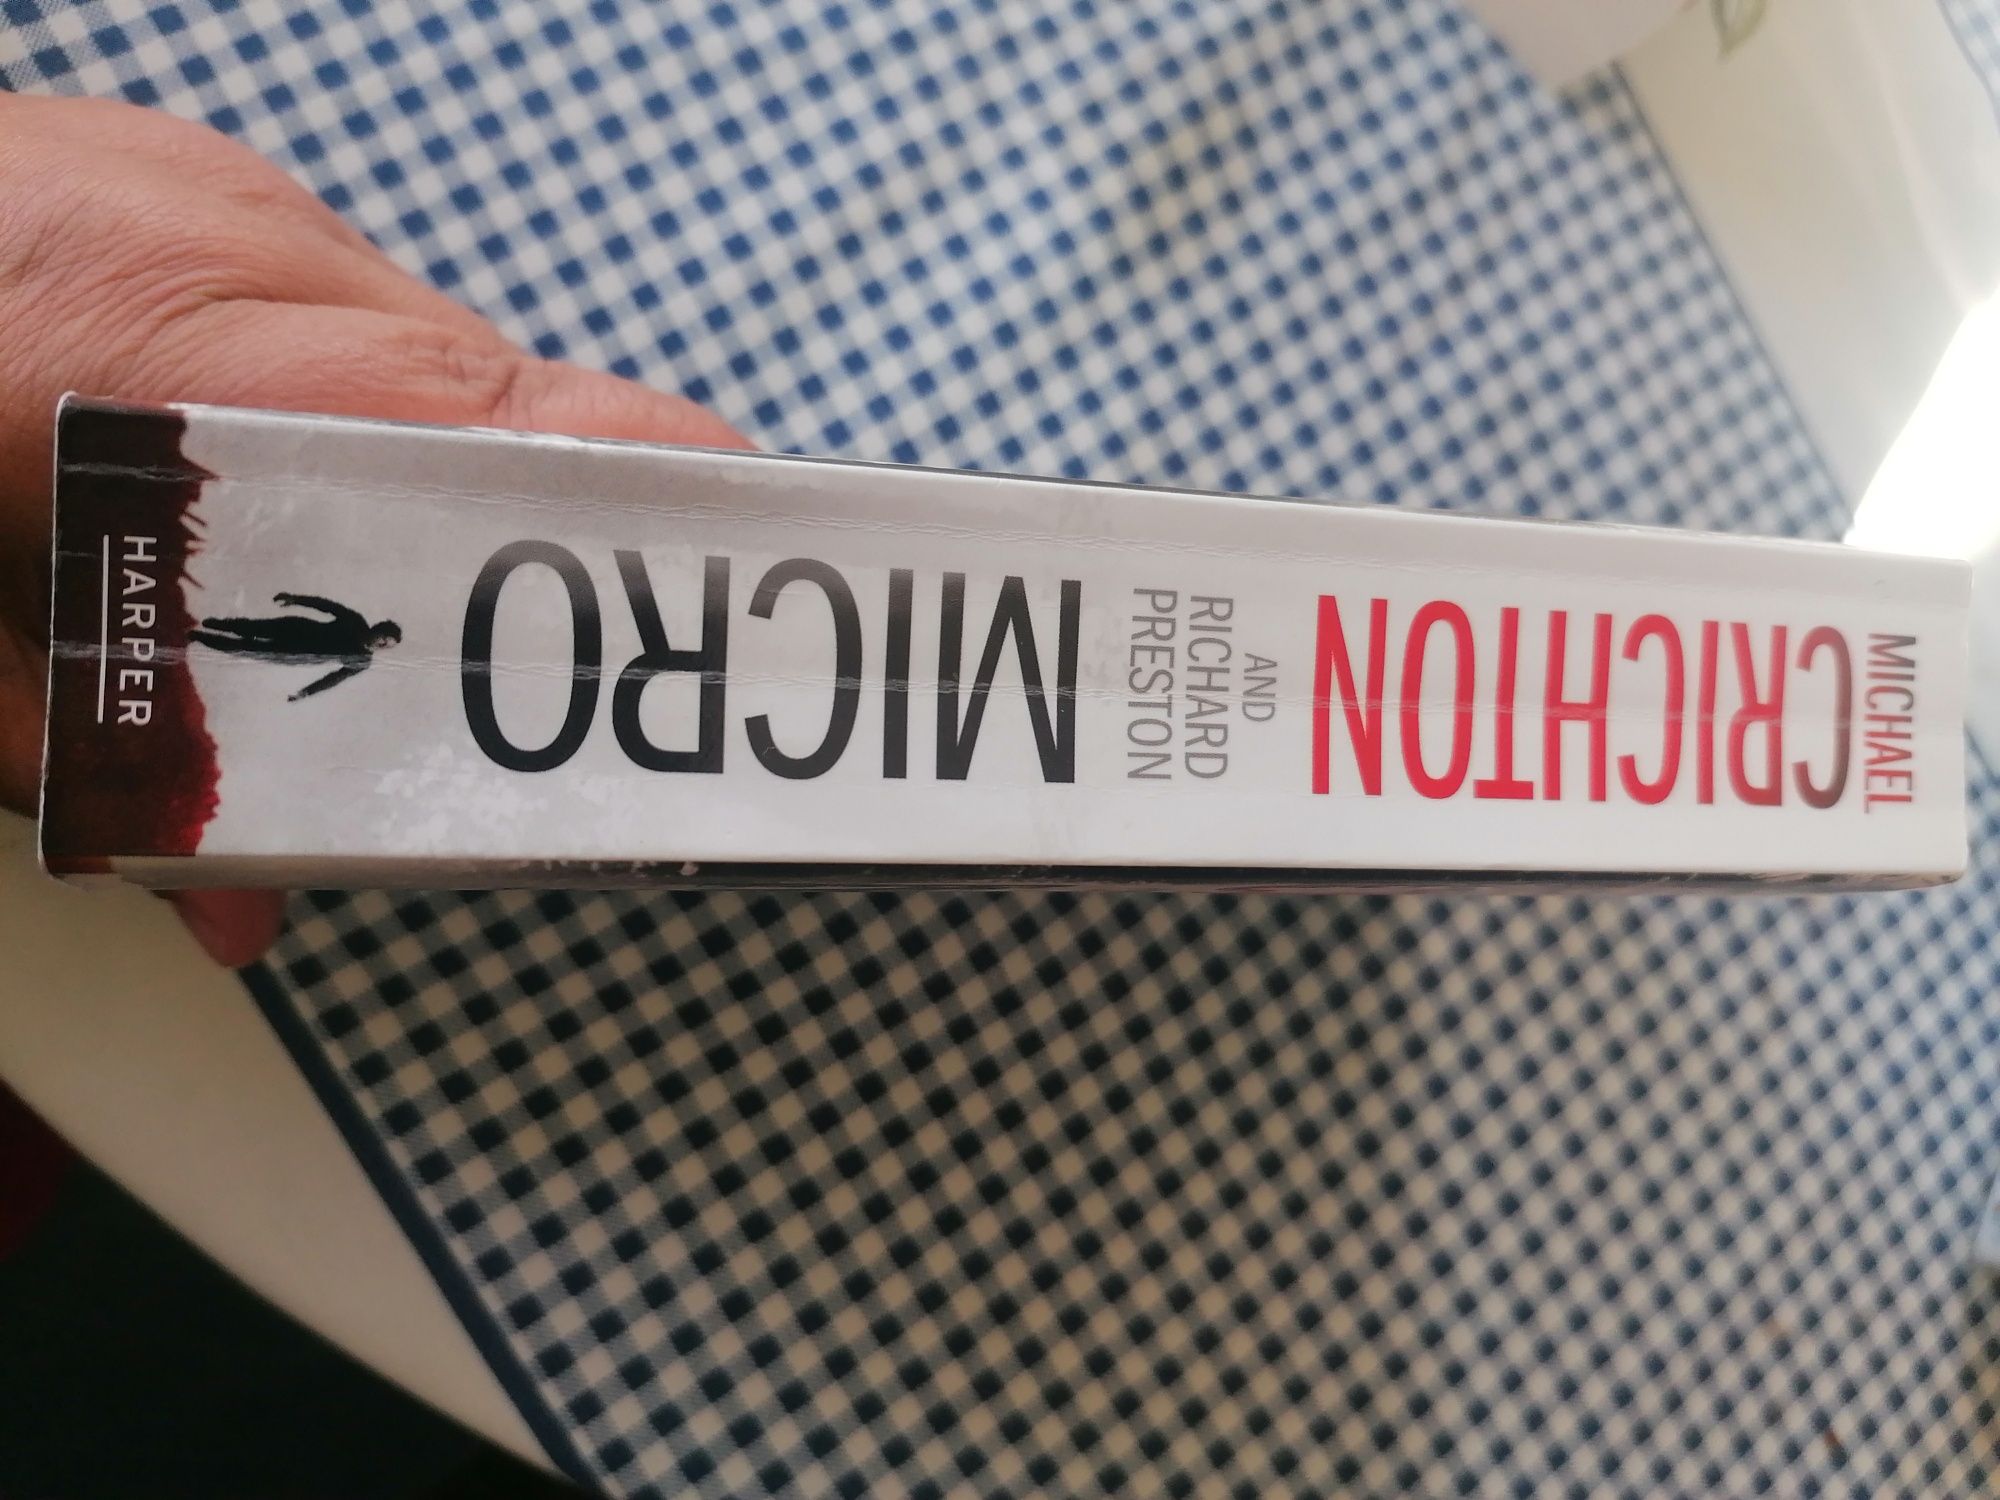 MICHAEL
CRICHTON
AND
RICHARD
PRESTON
MICRO
HARPER